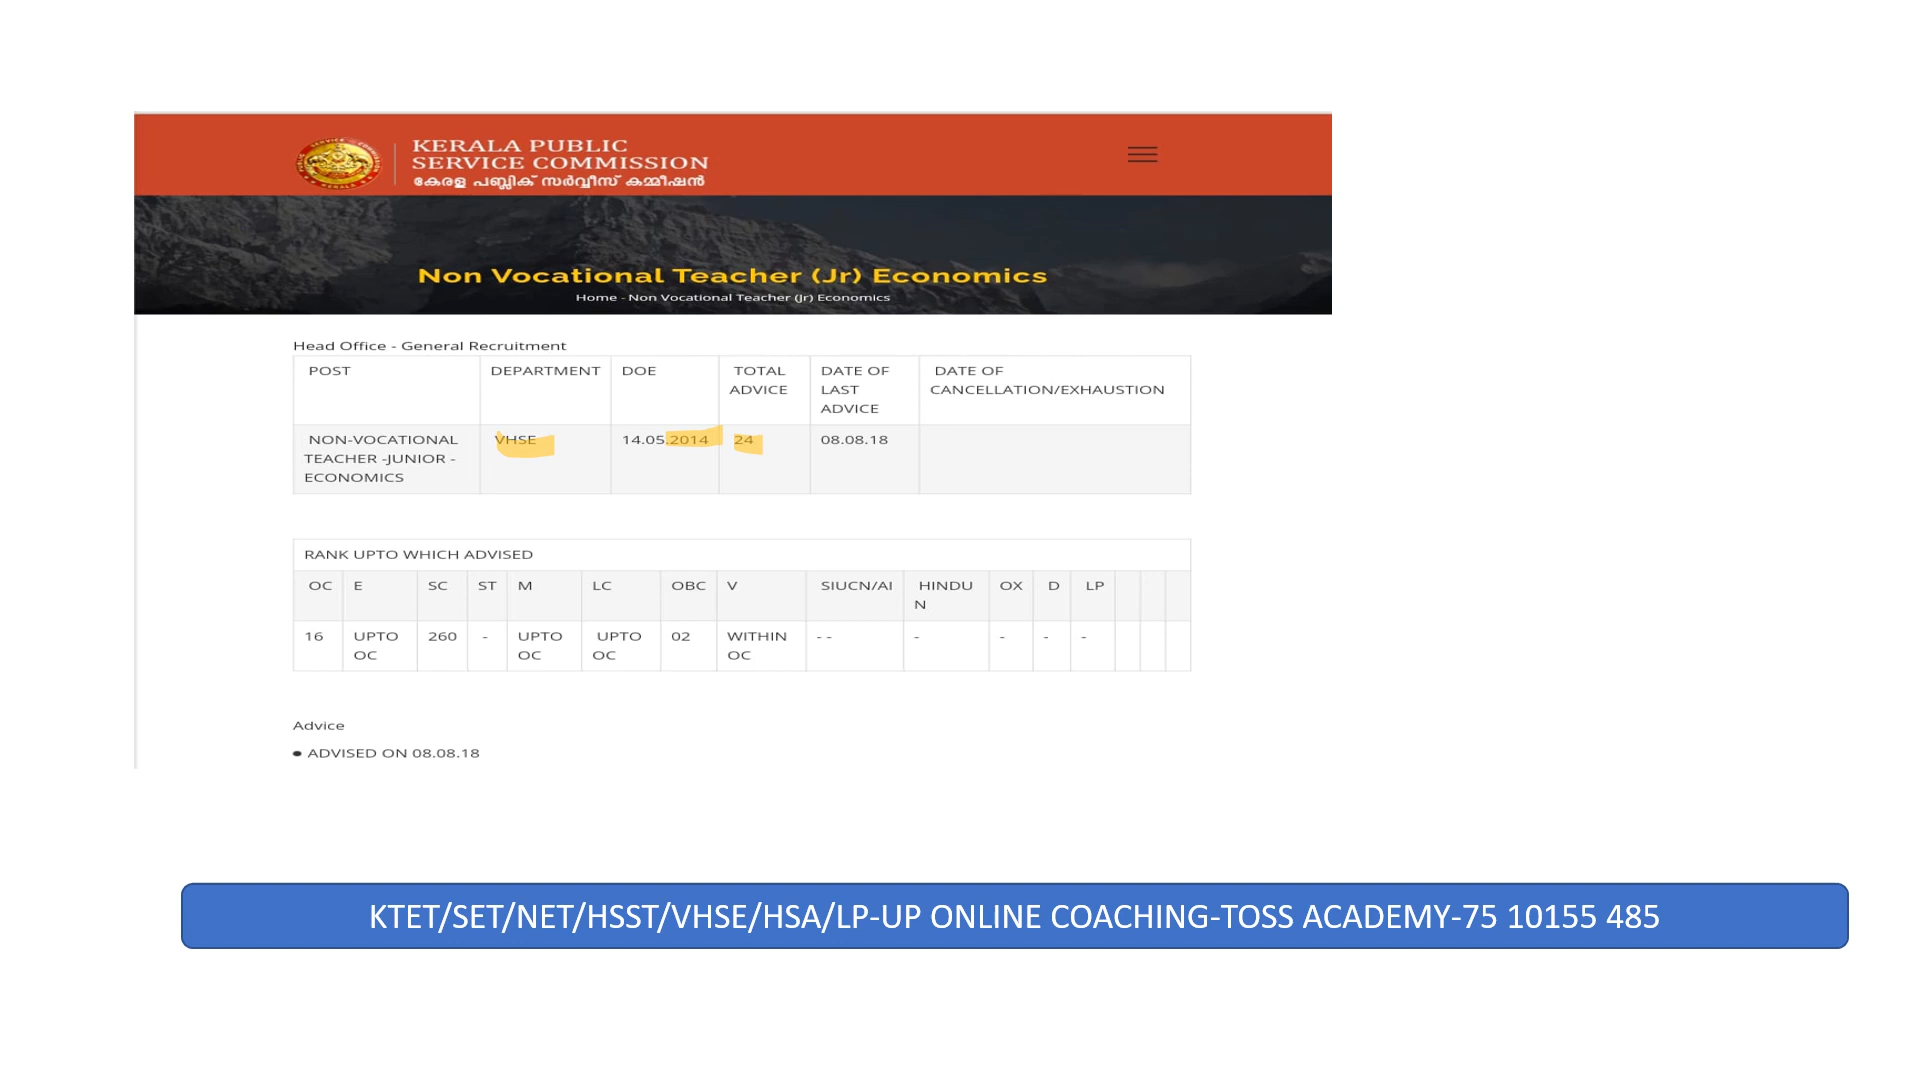 KERALA PUBLIC
SERVICE COMMISSION
കേരള പബ്ലിക് സർവ്വീസ് കമ്മീഷൻ
Non Vocational Teacher (Jr) Economics
Home - Non Vocational Teacher (Jr) Economics
Head Office - General Recruitment
POST DEPARTMENT DOE TOTAL ADVICE DATE OF LAST ADVICE DATE OF CANCELLATION/EXHAUSTION
NON-VOCATIONAL TEACHER -JUNIOR - ECONOMICS VHSE 14.05.2014 24 08.08.18
RANK UPTO WHICH ADVISED
OC E SC ST M LC OBC V SIUCN/AI HINDU N OX D LP
16 UPTO OC 260 - UPTO OC UPTO OC 02 WITHIN OC - - - - - -
Advice
● ADVISED ON 08.08.18
KTET/SET/NET/HSST/VHSE/HSA/LP-UP ONLINE COACHING-TOSS ACADEMY-75 10155 485